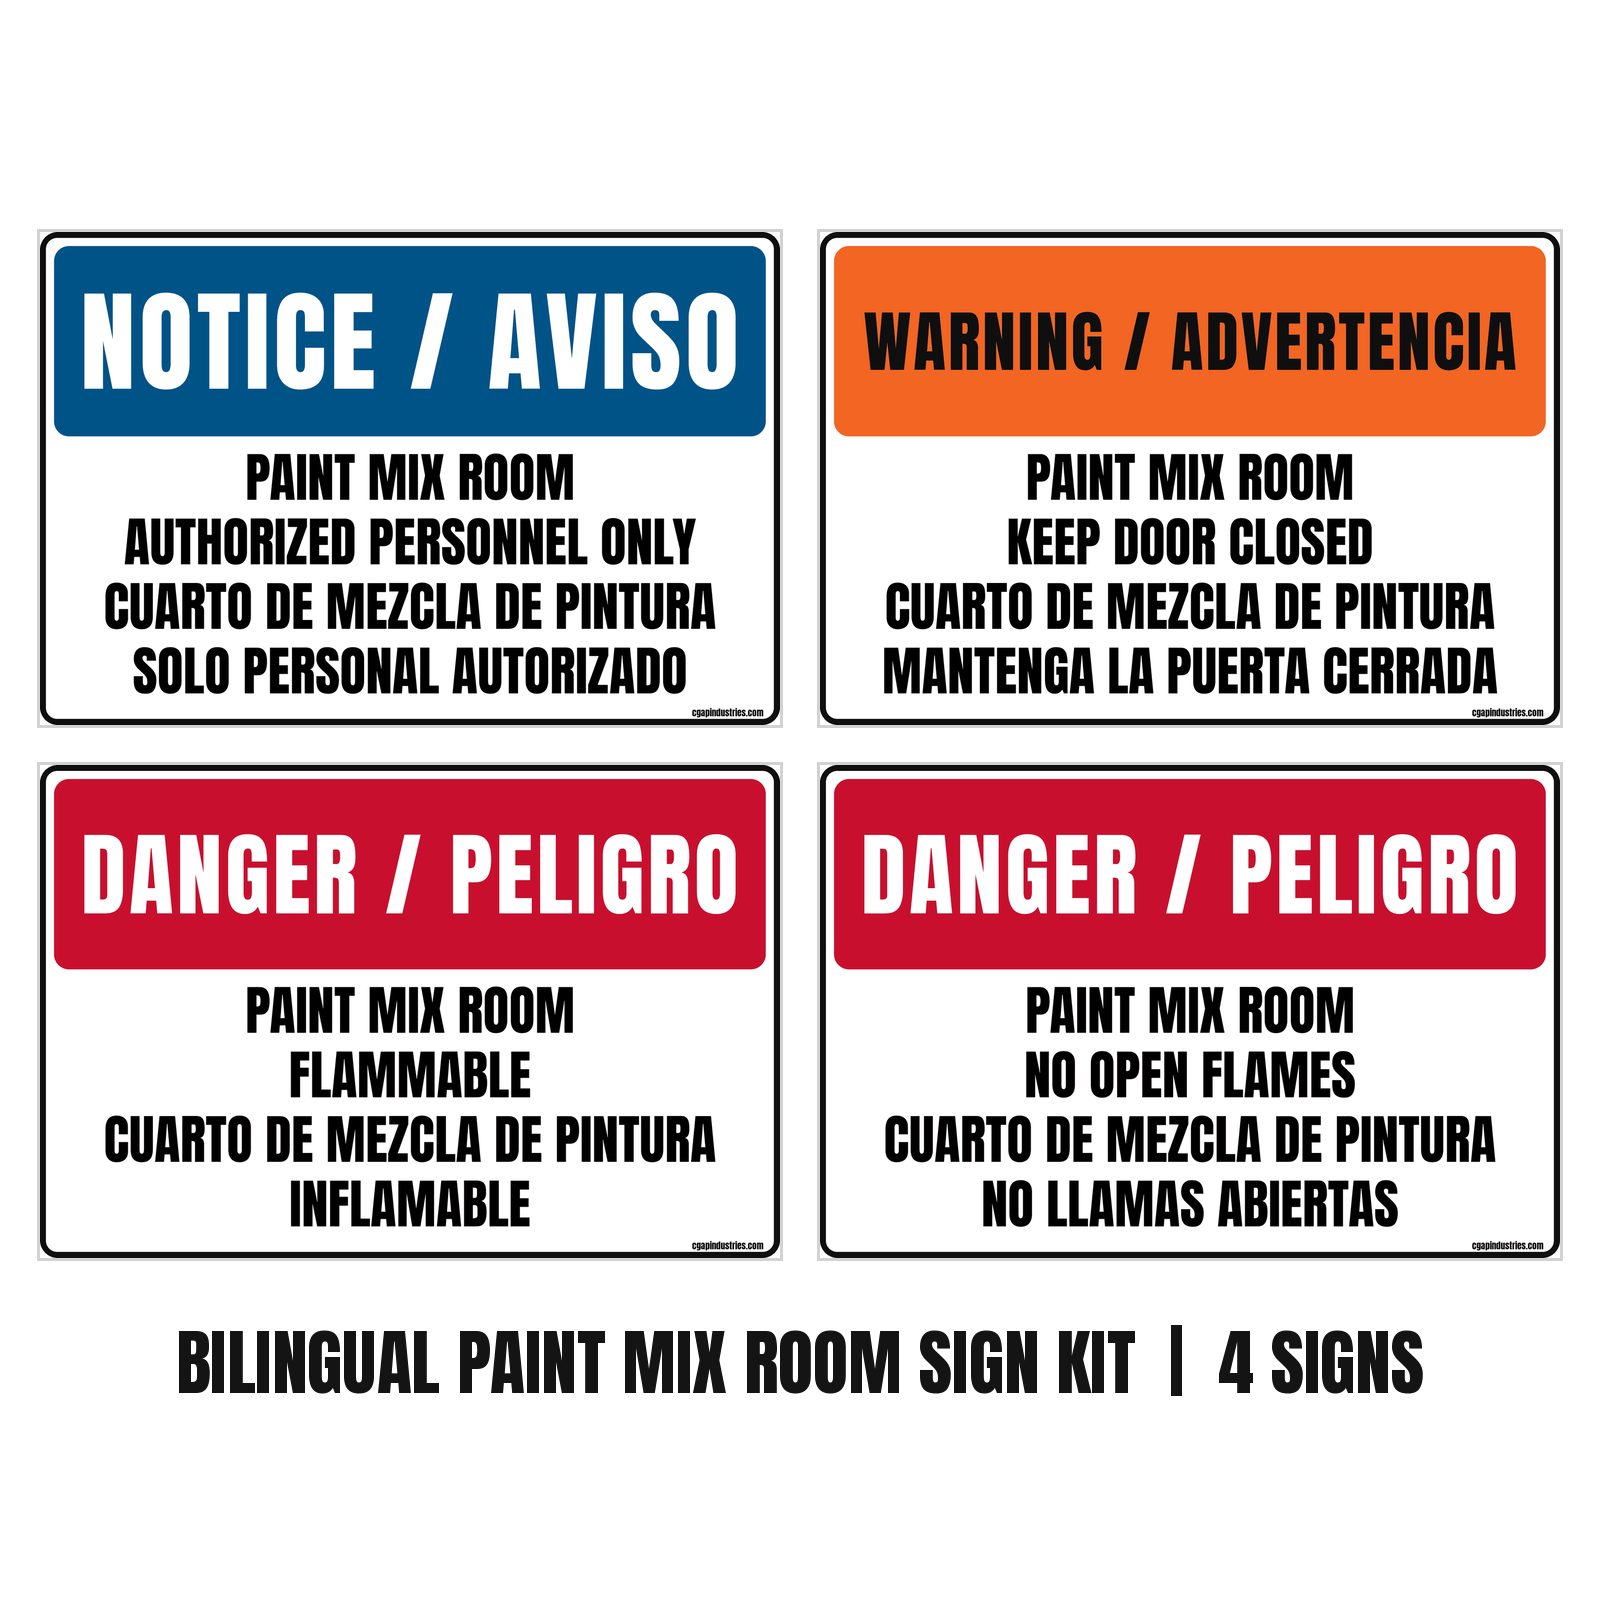 NOTICE / AVISO
PAINT MIX ROOM
AUTHORIZED PERSONNEL ONLY
CUARTO DE MEZCLA DE PINTURA
SOLO PERSONAL AUTORIZADO
cgapindustries.com
WARNING / ADVERTENCIA
PAINT MIX ROOM
KEEP DOOR CLOSED
CUARTO DE MEZCLA DE PINTURA
MANTENGA LA PUERTA CERRADA
cgapindustries.com
DANGER / PELIGRO
PAINT MIX ROOM
FLAMMABLE
CUARTO DE MEZCLA DE PINTURA
INFLAMABLE
cgapindustries.com
DANGER / PELIGRO
PAINT MIX ROOM
NO OPEN FLAMES
CUARTO DE MEZCLA DE PINTURA
NO LLAMAS ABIERTAS
cgapindustries.com
BILINGUAL PAINT MIX ROOM SIGN KIT | 4 SIGNS